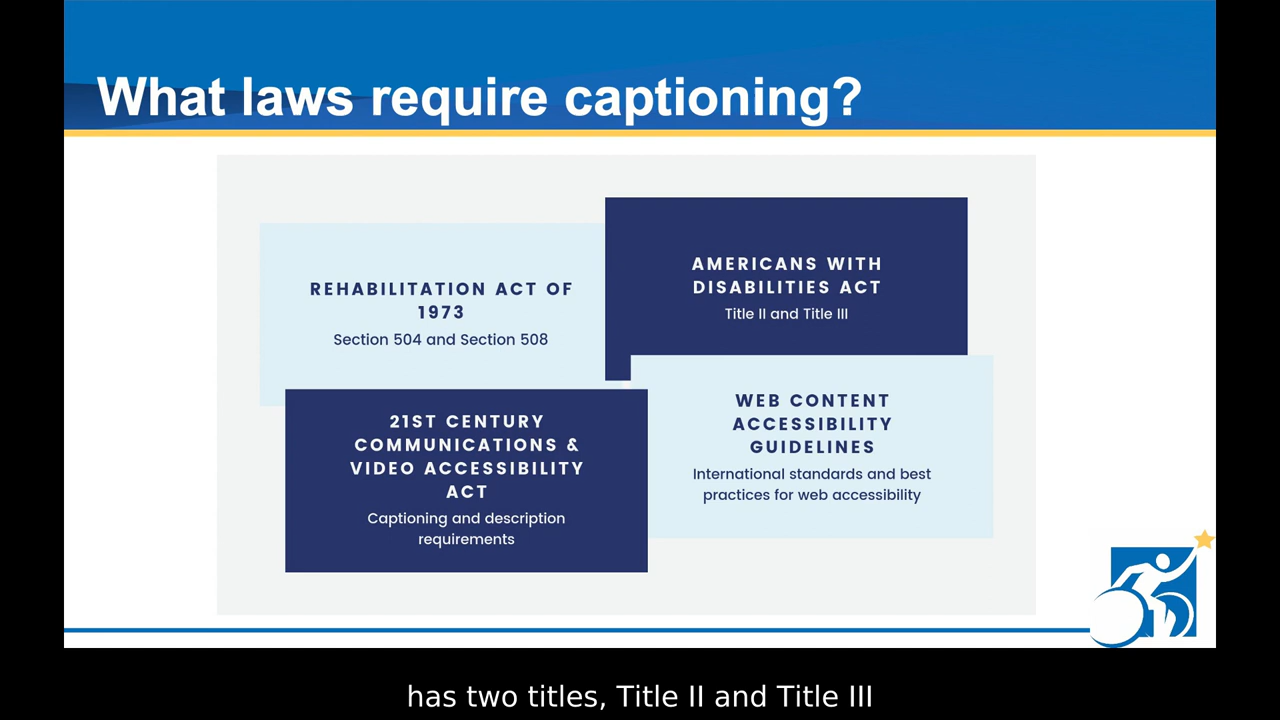 What laws require captioning?
REHABILITATION ACT OF
1973
Section 504 and Section 508
AMERICANS WITH
DISABILITIES ACT
Title II and Title III
21ST CENTURY
COMMUNICATIONS &
VIDEO ACCESSIBILITY
ACT
Captioning and description
requirements
WEB CONTENT
ACCESSIBILITY
GUIDELINES
International standards and best
practices for web accessibility
has two titles, Title II and Title III